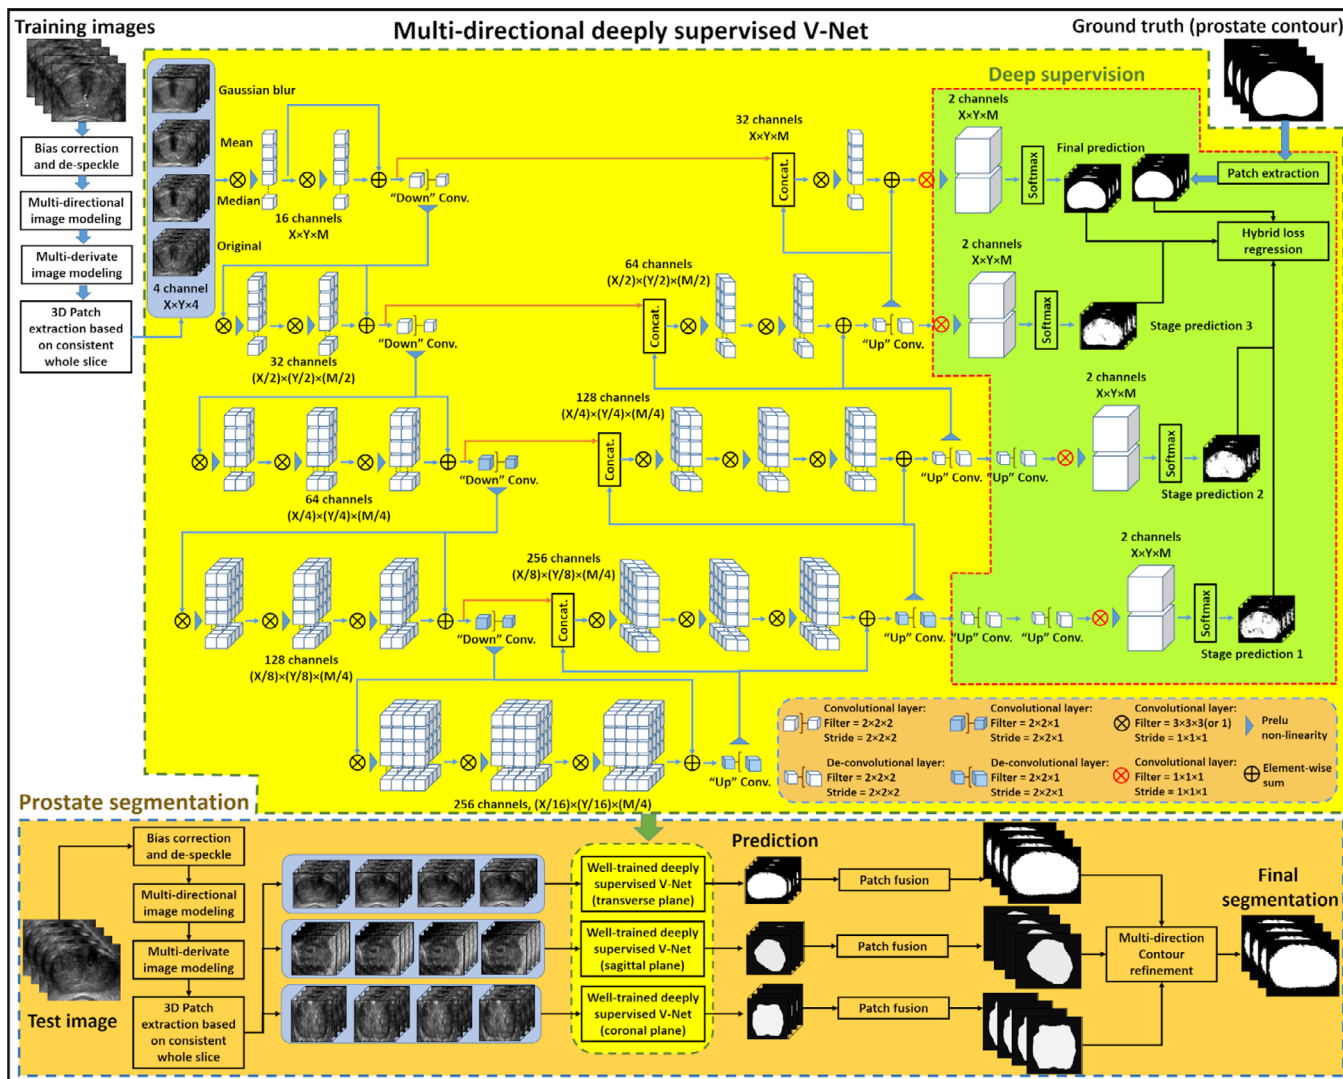 Training images
Multi-directional deeply supervised V-Net
Ground truth (prostate contour)
Bias correction
and de-speckle
Multi-directional
image modeling
Multi-derivate
image modeling
3D Patch
extraction based
on consistent
whole slice
Gaussian blur
Mean
Median
Original
4 channel
X×Y×4
16 channels
X×Y×M
"Down" Conv.
32 channels
X×Y×M
Concat.
Deep supervision
2 channels
X×Y×M
Softmax
Final prediction
Patch extraction
Hybrid loss
regression
32 channels
(X/2)×(Y/2)×(M/2)
"Down" Conv.
64 channels
(X/2)×(Y/2)×(M/2)
Concat.
"Up" Conv.
2 channels
X×Y×M
Softmax
Stage prediction 3
64 channels
(X/4)×(Y/4)×(M/4)
"Down" Conv.
128 channels
(X/4)×(Y/4)×(M/4)
Concat.
"Up" Conv.
"Up" Conv.
2 channels
X×Y×M
Softmax
Stage prediction 2
128 channels
(X/8)×(Y/8)×(M/4)
"Down" Conv.
256 channels
(X/8)×(Y/8)×(M/4)
Concat.
"Up" Conv.
"Up" Conv.
"Up" Conv.
2 channels
X×Y×M
Softmax
Stage prediction 1
256 channels, (X/16)×(Y/16)×(M/4)
"Up" Conv.
Convolutional layer:
Filter = 2×2×2
Stride = 2×2×2
Convolutional layer:
Filter = 2×2×1
Stride = 2×2×1
Convolutional layer:
Filter = 3×3×3(or 1)
Stride = 1×1×1
Prelu
non-linearity
De-convolutional layer:
Filter = 2×2×2
Stride = 2×2×2
De-convolutional layer:
Filter = 2×2×1
Stride = 2×2×1
Convolutional layer:
Filter = 1×1×1
Stride = 1×1×1
Element-wise
sum
Prostate segmentation
Test image
Bias correction
and de-speckle
Multi-directional
image modeling
Multi-derivate
image modeling
3D Patch
extraction based
on consistent
whole slice
Well-trained deeply
supervised V-Net
(transverse plane)
Well-trained deeply
supervised V-Net
(sagittal plane)
Well-trained deeply
supervised V-Net
(coronal plane)
Prediction
Patch fusion
Patch fusion
Patch fusion
Multi-direction
Contour
refinement
Final
segmentation